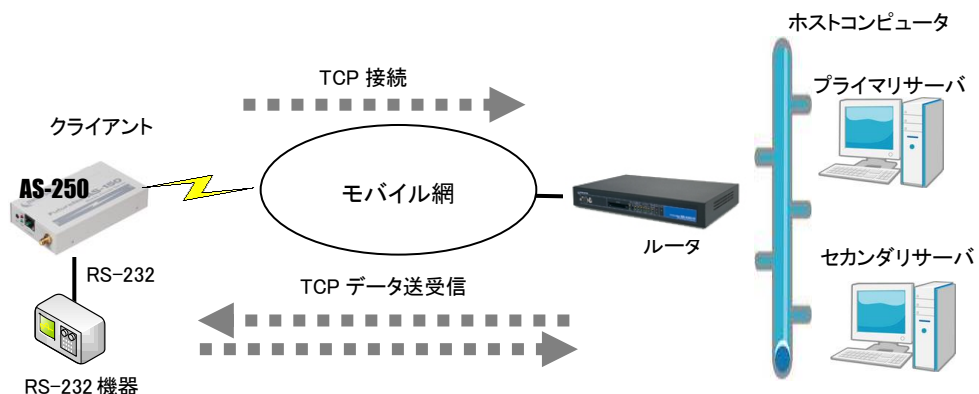 ホストコンピュータ
TCP 接続
プライマリサーバ
クライアント
AS-250
モバイル網
ルータ
RS-232
TCP データ送受信
セカンダリサーバ
RS-232 機器